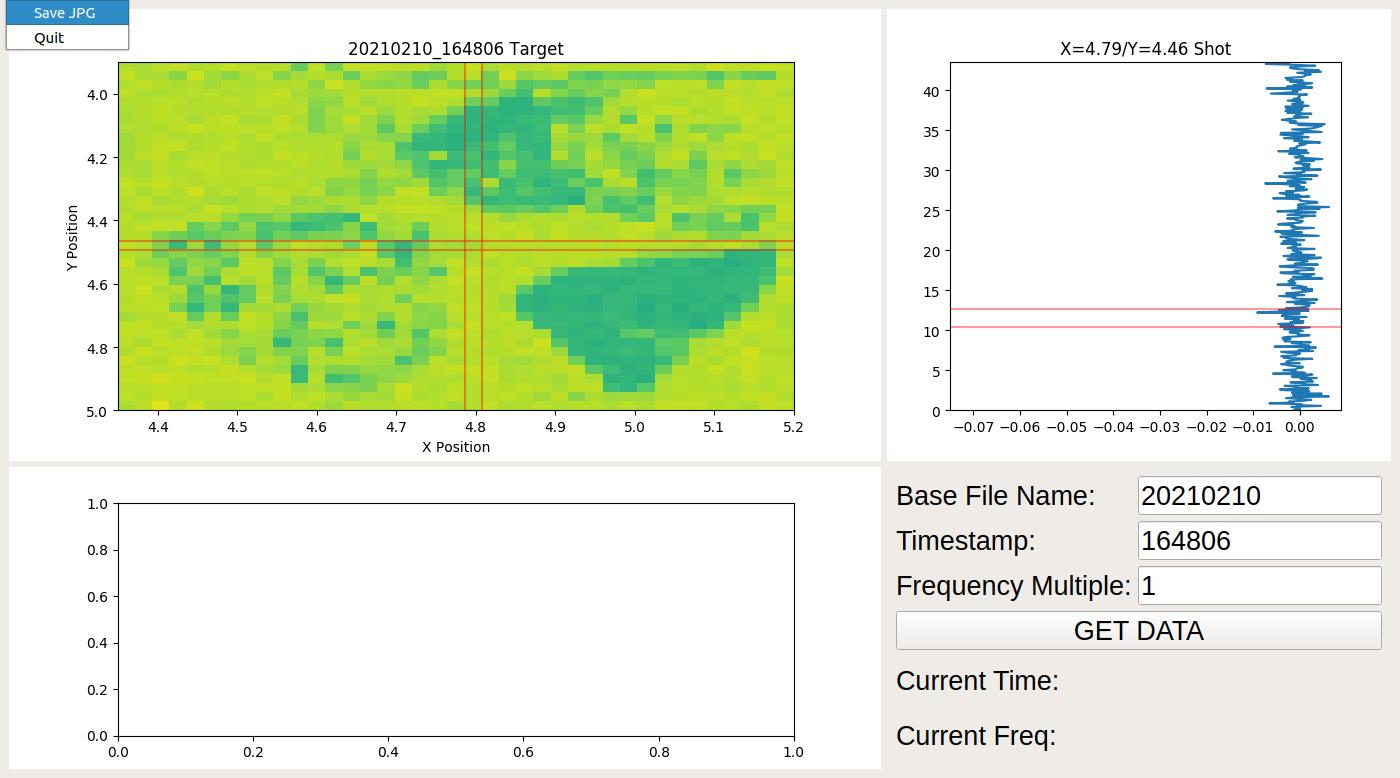 Save JPG
Quit
20210210_164806 Target
4.0
4.2
4.4
4.6
4.8
5.0
Y Position
4.4 4.5 4.6 4.7 4.8 4.9 5.0 5.1 5.2
X Position
X=4.79/Y=4.46 Shot
40
35
30
25
20
15
10
5
0
−0.07 −0.06 −0.05 −0.04 −0.03 −0.02 −0.01 0.00
1.0
0.8
0.6
0.4
0.2
0.0
0.0 0.2 0.4 0.6 0.8 1.0
Base File Name: 20210210
Timestamp: 164806
Frequency Multiple: 1
GET DATA
Current Time:
Current Freq: